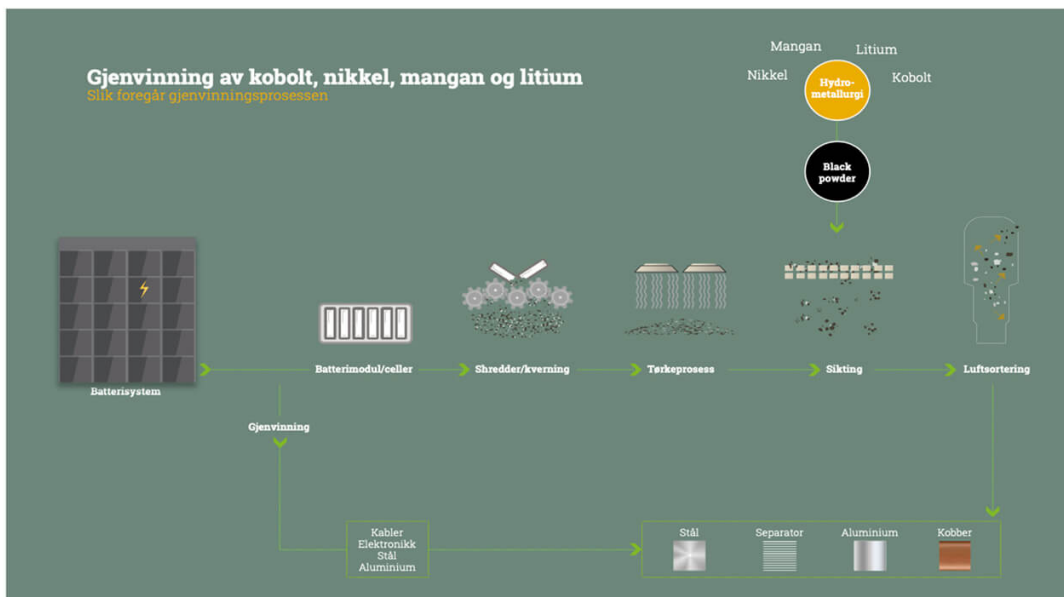 Gjenvinning av kobolt, nikkel, mangan og litium
Slik foregår gjenvinningsprosessen
Mangan
Litium
Nikkel
Kobolt
Hydro-
metallurgi
Black
powder
Batterisystem
Batterimodul/celler
Shredder/kverning
Tørkeprosess
Sikting
Luftsortering
Gjenvinning
Kabler
Elektronikk
Stål
Aluminium
Stål
Separator
Aluminium
Kobber